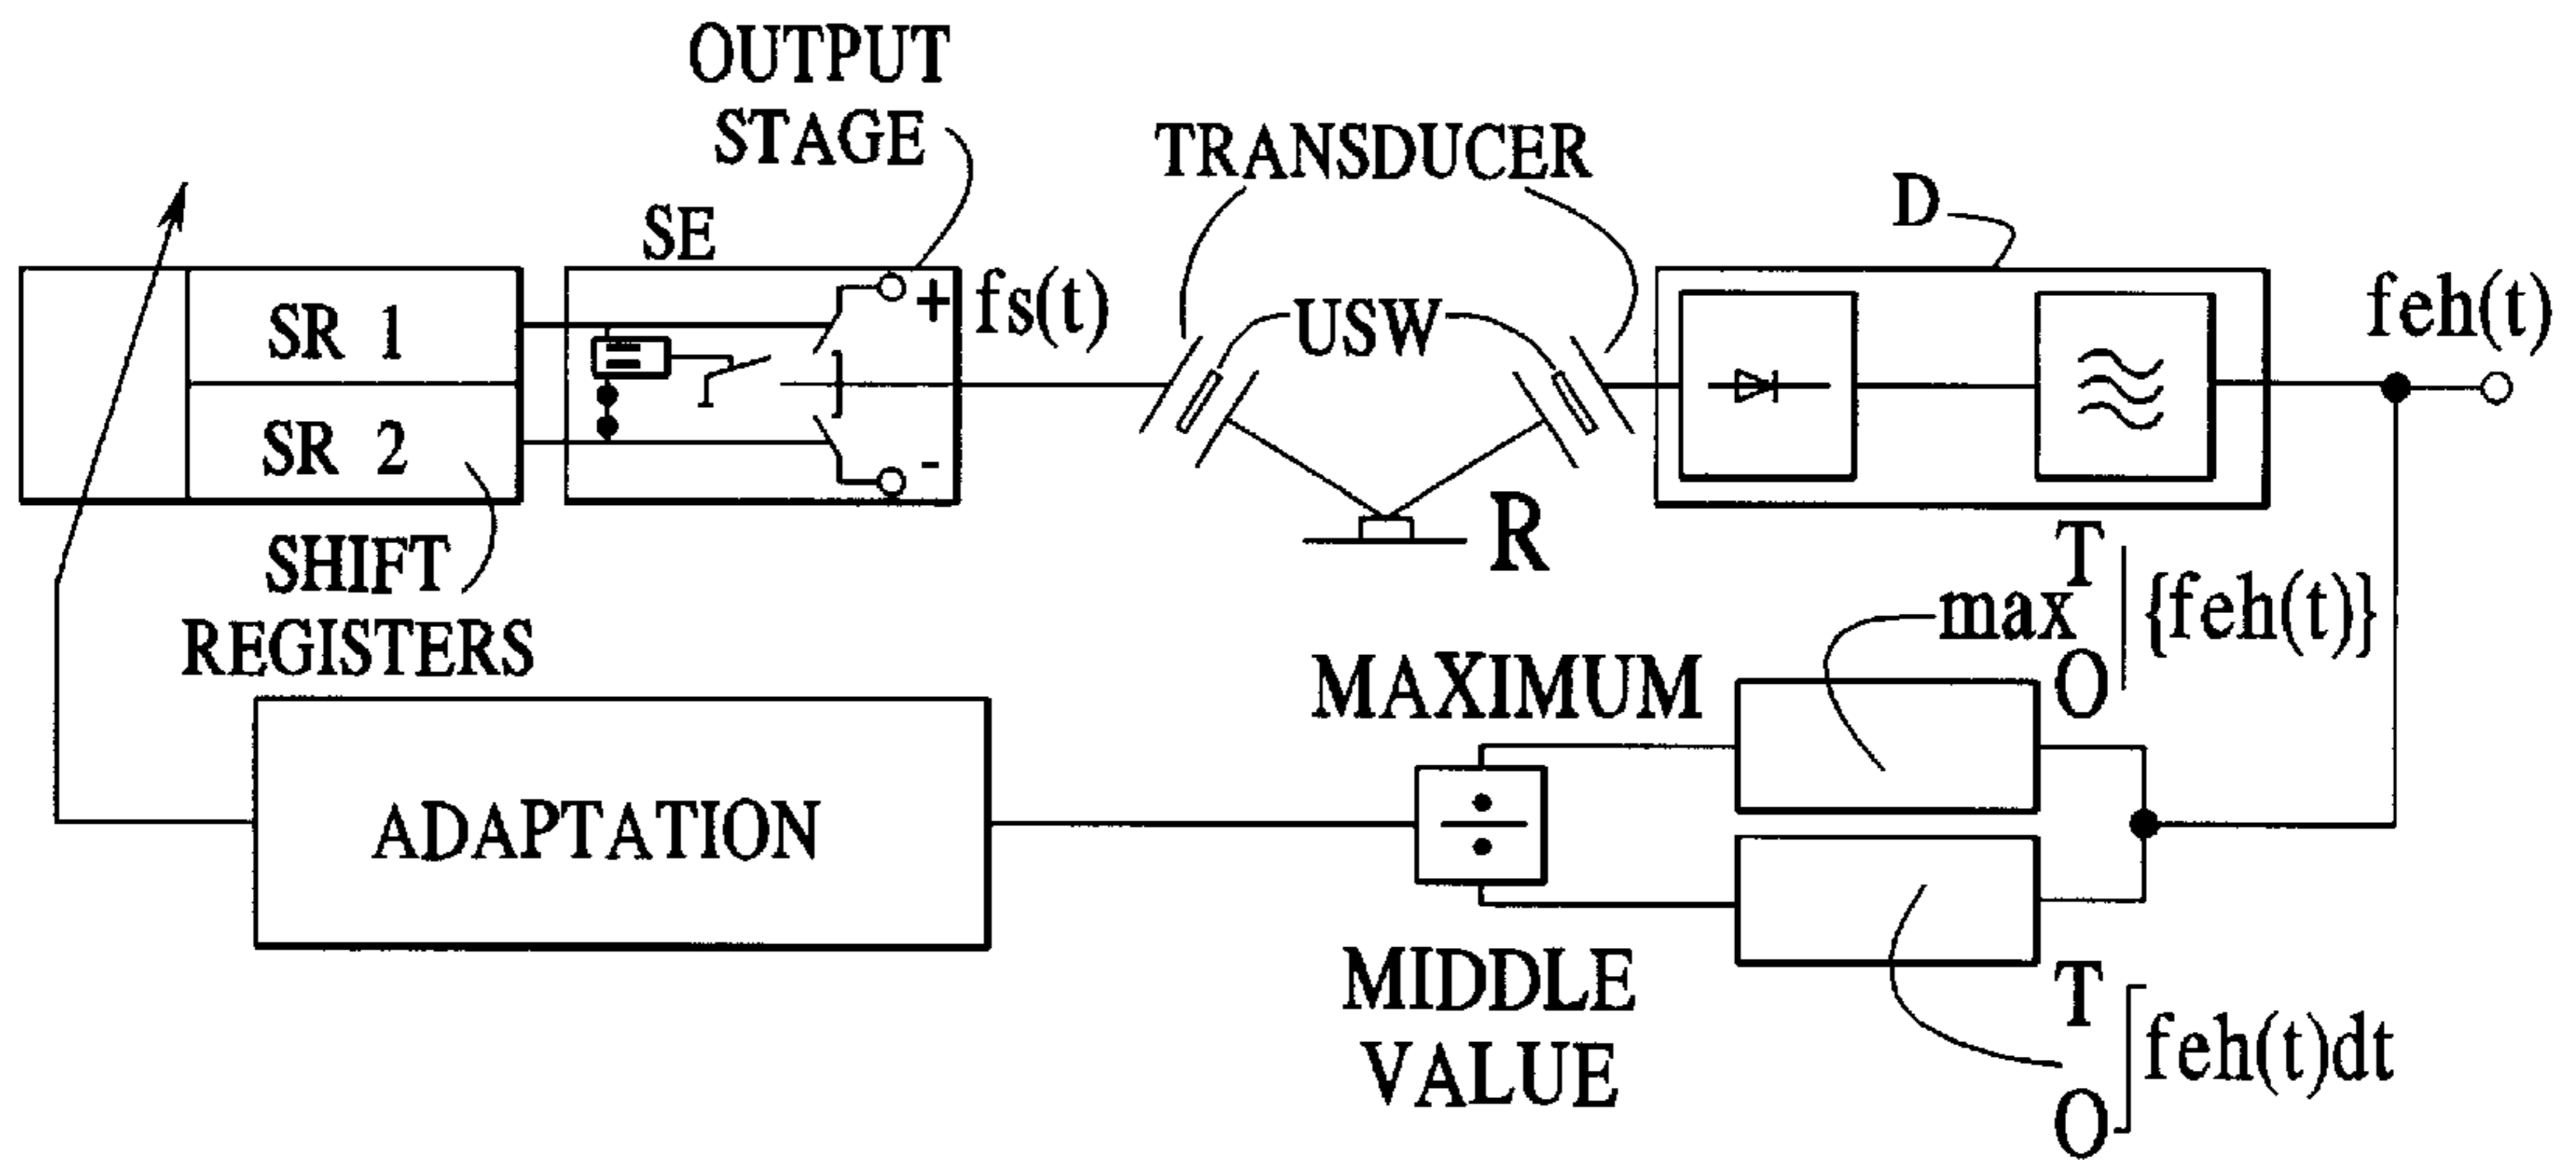 OUTPUT
STAGE
TRANSDUCER
D
SE
+
fs(t)
USW
feh(t)
SR 1
SR 2
-
R
SHIFT
REGISTERS
T
max {feh(t)}
O
MAXIMUM
ADAPTATION
MIDDLE
VALUE
T
∫feh(t)dt
O